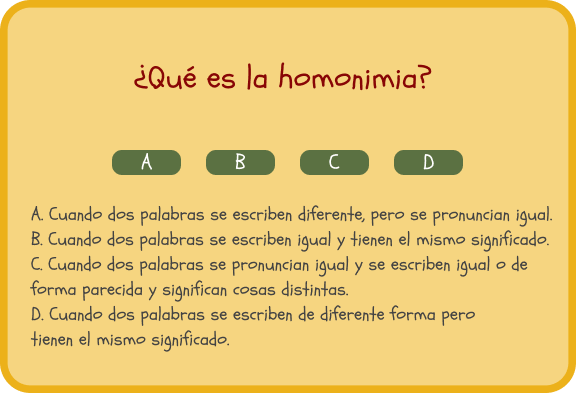 ¿Qué es la homonimia?
A B C D
A. Cuando dos palabras se escriben diferente, pero se pronuncian igual.
B. Cuando dos palabras se escriben igual y tienen el mismo significado.
C. Cuando dos palabras se pronuncian igual y se escriben igual o de
forma parecida y significan cosas distintas.
D. Cuando dos palabras se escriben de diferente forma pero
tienen el mismo significado.